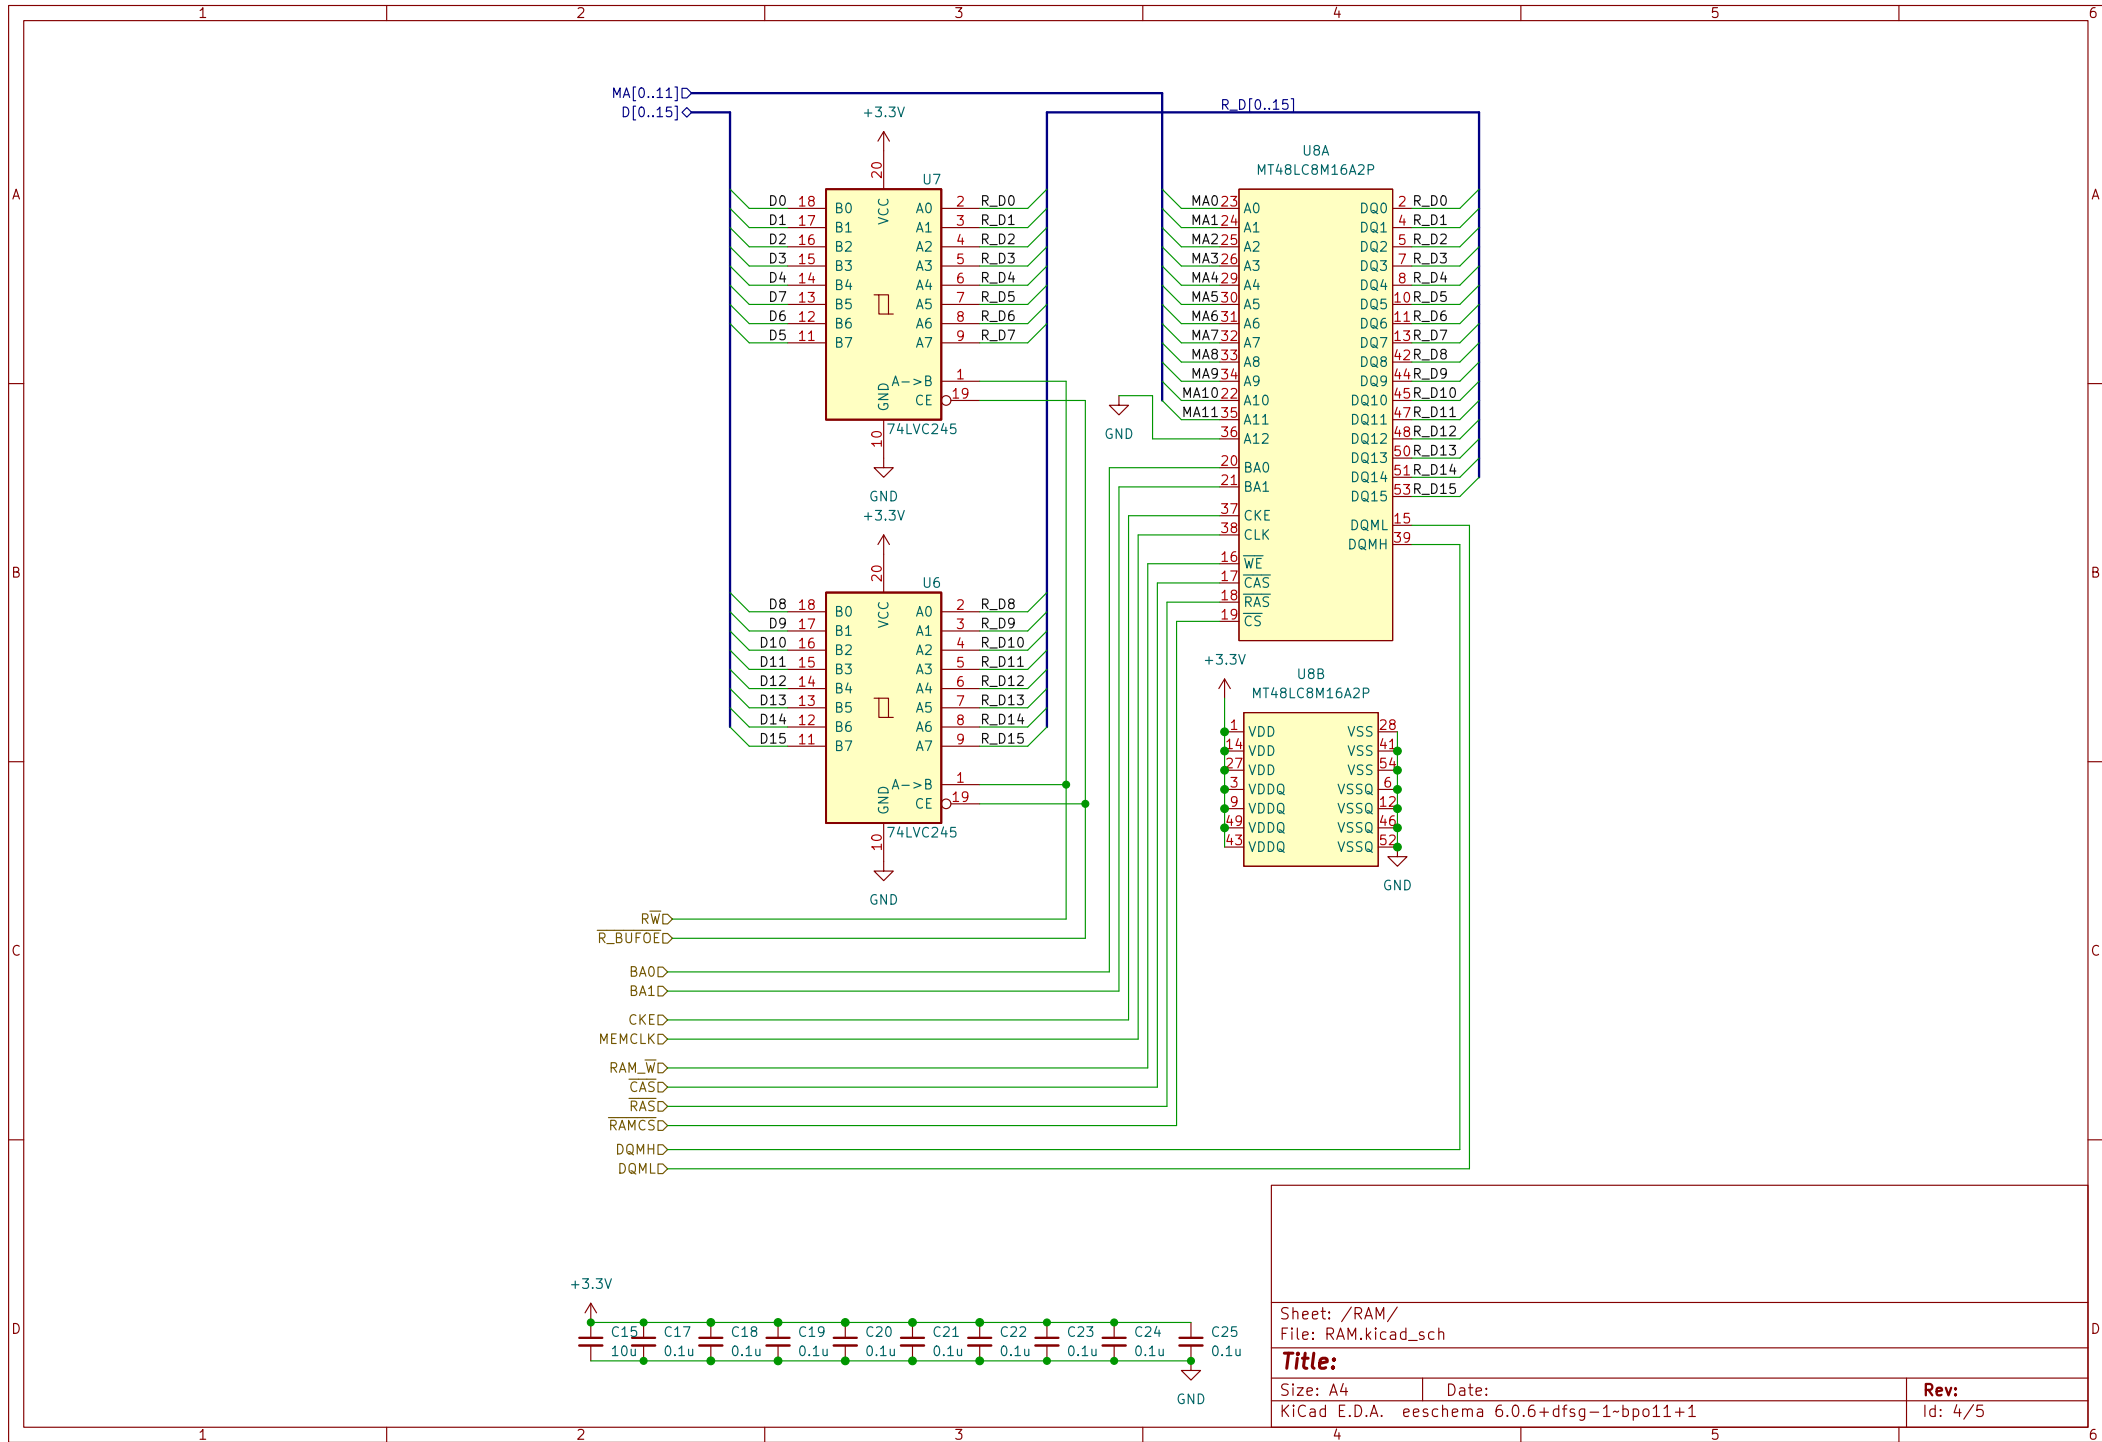 1 2 3 4 5 6
A
B
C
D
A
B
C
D
MA[0..11]
D[0..15]
R_D[0..15]
+3.3V
20
U7
VCC
D0 18 B0 A0 2 R_D0
D1 17 B1 A1 3 R_D1
D2 16 B2 A2 4 R_D2
D3 15 B3 A3 5 R_D3
D4 14 B4 A4 6 R_D4
D7 13 B5 A5 7 R_D5
D6 12 B6 A6 8 R_D6
D5 11 B7 A7 9 R_D7
A->B 1
GND CE 19
10 74LVC245
GND
+3.3V
20
U6
VCC
D8 18 B0 A0 2 R_D8
D9 17 B1 A1 3 R_D9
D10 16 B2 A2 4 R_D10
D11 15 B3 A3 5 R_D11
D12 14 B4 A4 6 R_D12
D13 13 B5 A5 7 R_D13
D14 12 B6 A6 8 R_D14
D15 11 B7 A7 9 R_D15
A->B 1
GND CE 19
10 74LVC245
GND
U8A
MT48LC8M16A2P
MA0 23 A0 DQ0 2 R_D0
MA1 24 A1 DQ1 4 R_D1
MA2 25 A2 DQ2 5 R_D2
MA3 26 A3 DQ3 7 R_D3
MA4 29 A4 DQ4 8 R_D4
MA5 30 A5 DQ5 10 R_D5
MA6 31 A6 DQ6 11 R_D6
MA7 32 A7 DQ7 13 R_D7
MA8 33 A8 DQ8 42 R_D8
MA9 34 A9 DQ9 44 R_D9
MA10 22 A10 DQ10 45 R_D10
MA11 35 A11 DQ11 47 R_D11
GND 36 A12 DQ12 48 R_D12
DQ13 50 R_D13
20 BA0 DQ14 51 R_D14
21 BA1 DQ15 53 R_D15
37 CKE DQML 15
38 CLK DQMH 39
16 WE
17 CAS
18 RAS
19 CS
+3.3V
U8B
MT48LC8M16A2P
1 VDD VSS 28
14 VDD VSS 41
27 VDD VSS 54
3 VDDQ VSSQ 6
9 VDDQ VSSQ 12
49 VDDQ VSSQ 46
43 VDDQ VSSQ 52
GND
RW
R_BUFOE
BA0
BA1
CKE
MEMCLK
RAM_W
CAS
RAS
RAMCS
DQMH
DQML
+3.3V
C15 C17 C18 C19 C20 C21 C22 C23 C24 C25
10u 0.1u 0.1u 0.1u 0.1u 0.1u 0.1u 0.1u 0.1u 0.1u
GND
Sheet: /RAM/
File: RAM.kicad_sch
Title:
Size: A4 Date: Rev:
KiCad E.D.A. eeschema 6.0.6+dfsg-1~bpo11+1 Id: 4/5
1 2 3 4 5 6